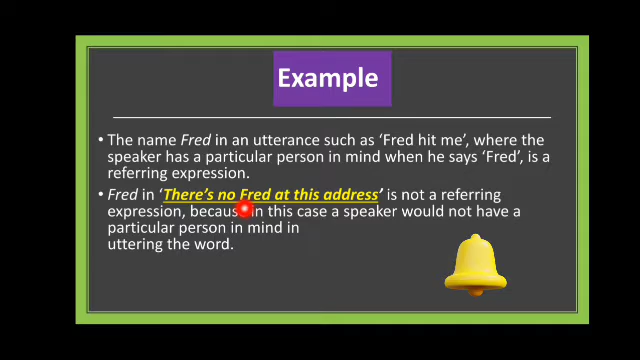 Example
• The name Fred in an utterance such as ‘Fred hit me’, where the
speaker has a particular person in mind when he says ‘Fred’, is a
referring expression.
• Fred in ‘There’s no Fred at this address’ is not a referring
expression, because in this case a speaker would not have a
particular person in mind in
uttering the word.